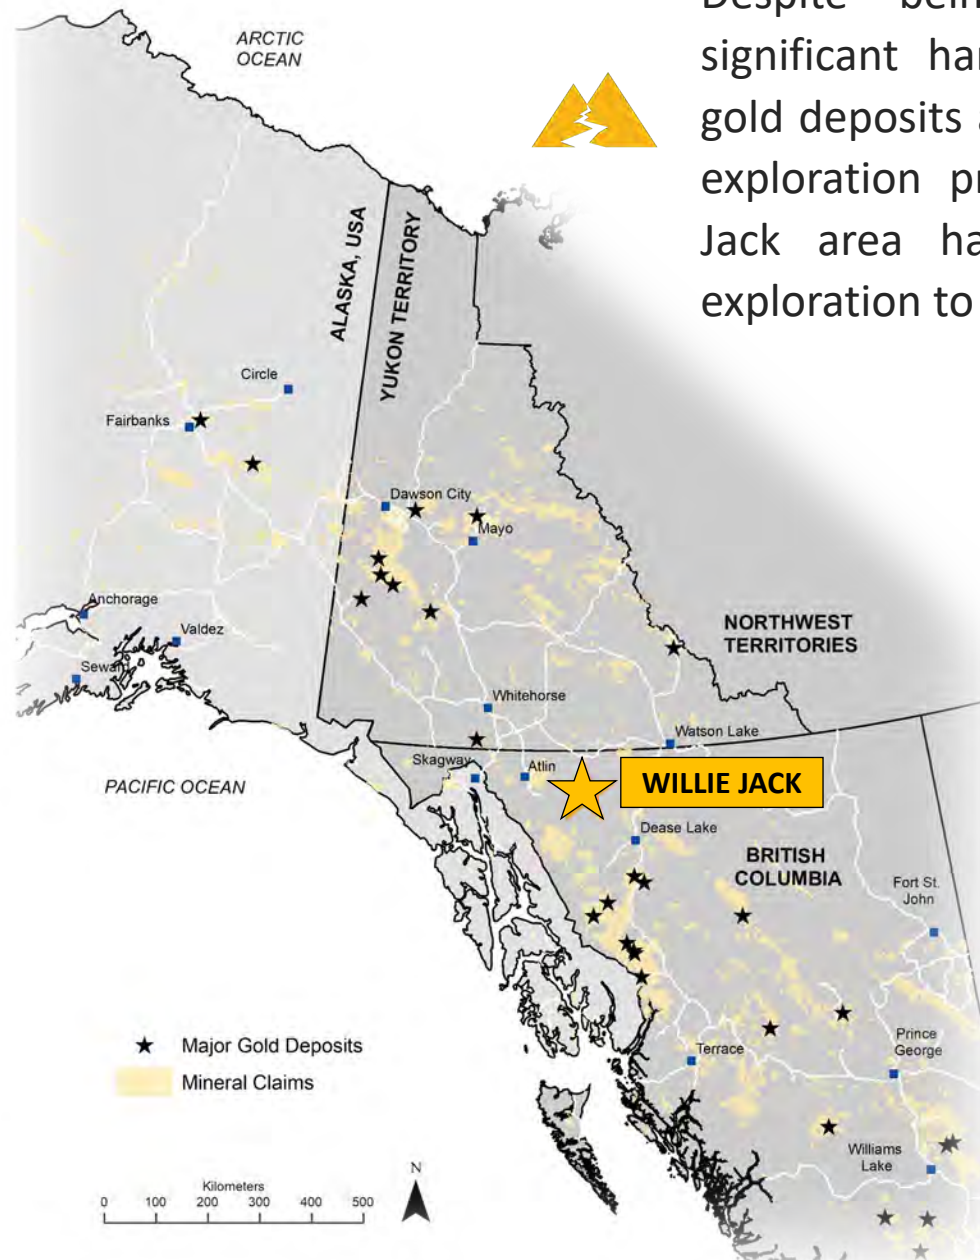 Despite bein
significant har
gold deposits a
exploration pr
Jack area ha
exploration to
ARCTIC
OCEAN
ALASKA, USA
YUKON TERRITORY
Circle
Fairbanks
Dawson City
Mayo
Anchorage
Valdez
Seward
NORTHWEST
TERRITORIES
Whitehorse
Watson Lake
Skagway
Atlin
WILLIE JACK
PACIFIC OCEAN
Dease Lake
BRITISH
COLUMBIA
Fort St.
John
Major Gold Deposits
Mineral Claims
Terrace
Prince
George
Williams
Lake
N
Kilometers
0 100 200 300 400 500